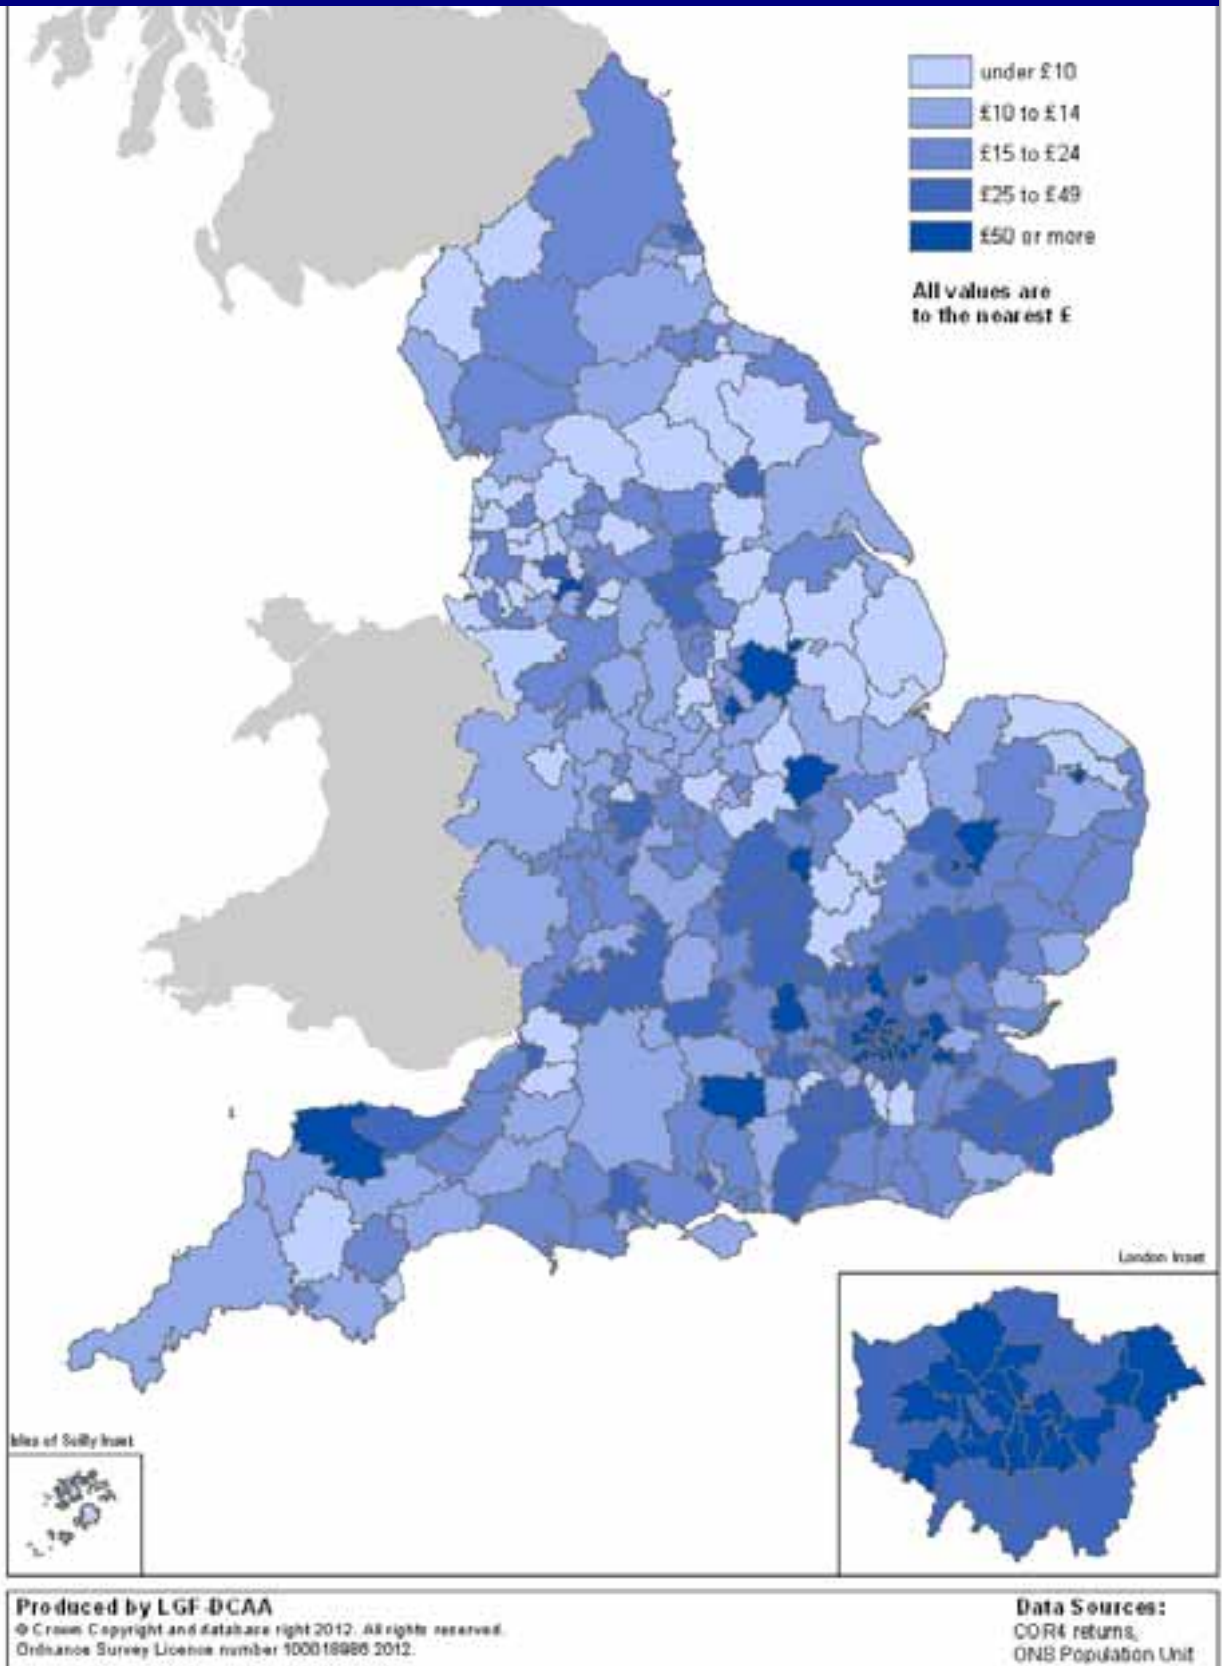 under £10
£10 to £14
£15 to £24
£25 to £49
£50 or more
All values are
to the nearest £
London Inset
Isles of Scilly Inset
Produced by LGF-DCAA
© Crown Copyright and database right 2012. All rights reserved.
Ordnance Survey Licence number 100018986 2012.
Data Sources:
COR4 returns,
ONS Population Unit